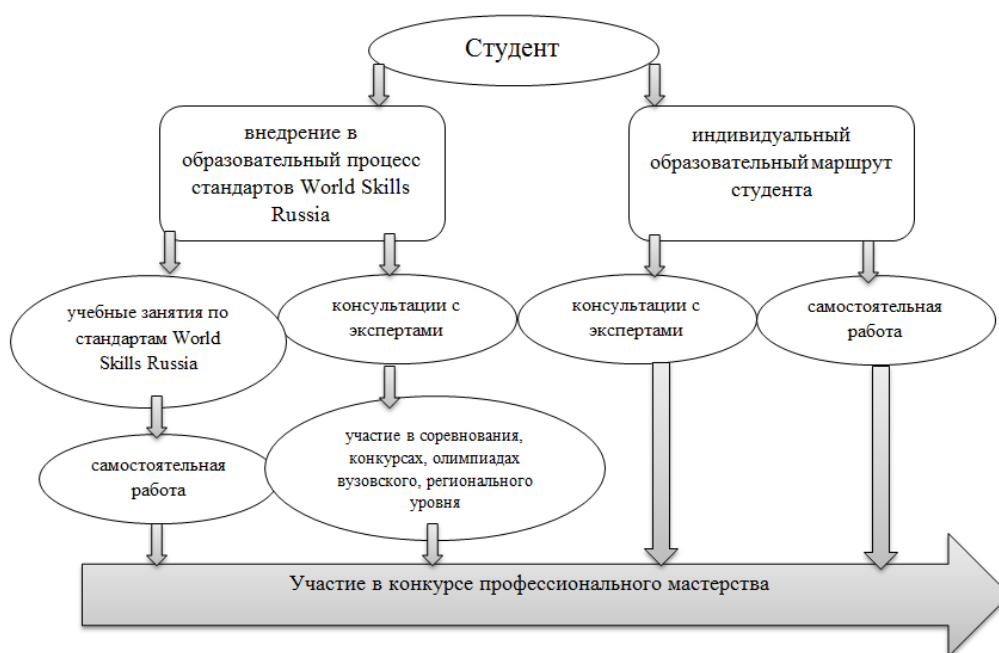 Студент
внедрение в
образовательный процесс
стандартов World Skills
Russia
индивидуальный
образовательный маршрут
студента
учебные занятия по
стандартам World
Skills Russia
консультации с
экспертами
консультации с
экспертами
самостоятельная
работа
самостоятельная
работа
участие в соревнования,
конкурсах, олимпиадах
вузовского, регионального
уровня
Участие в конкурсе профессионального мастерства